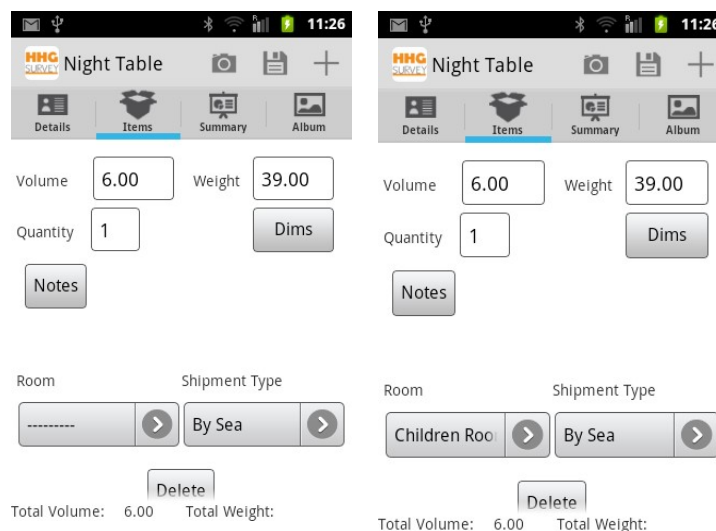 11:26
HHG
SURVEY
Night Table
Details Items Summary Album
Volume 6.00 Weight 39.00
Quantity 1 Dims
Notes
Room Shipment Type
--------- By Sea
Delete
Total Volume: 6.00 Total Weight:
11:26
HHG
SURVEY
Night Table
Details Items Summary Album
Volume 6.00 Weight 39.00
Quantity 1 Dims
Notes
Room Shipment Type
Children Roo By Sea
Delete
Total Volume: 6.00 Total Weight: